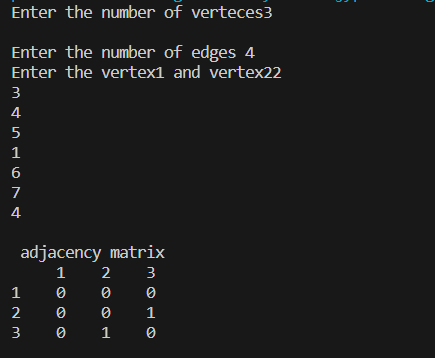 Enter the number of verteces3
Enter the number of edges 4
Enter the vertex1 and vertex22
3
4
5
1
6
7
4
adjacency matrix
1 2 3
1 0 0 0
2 0 0 1
3 0 1 0